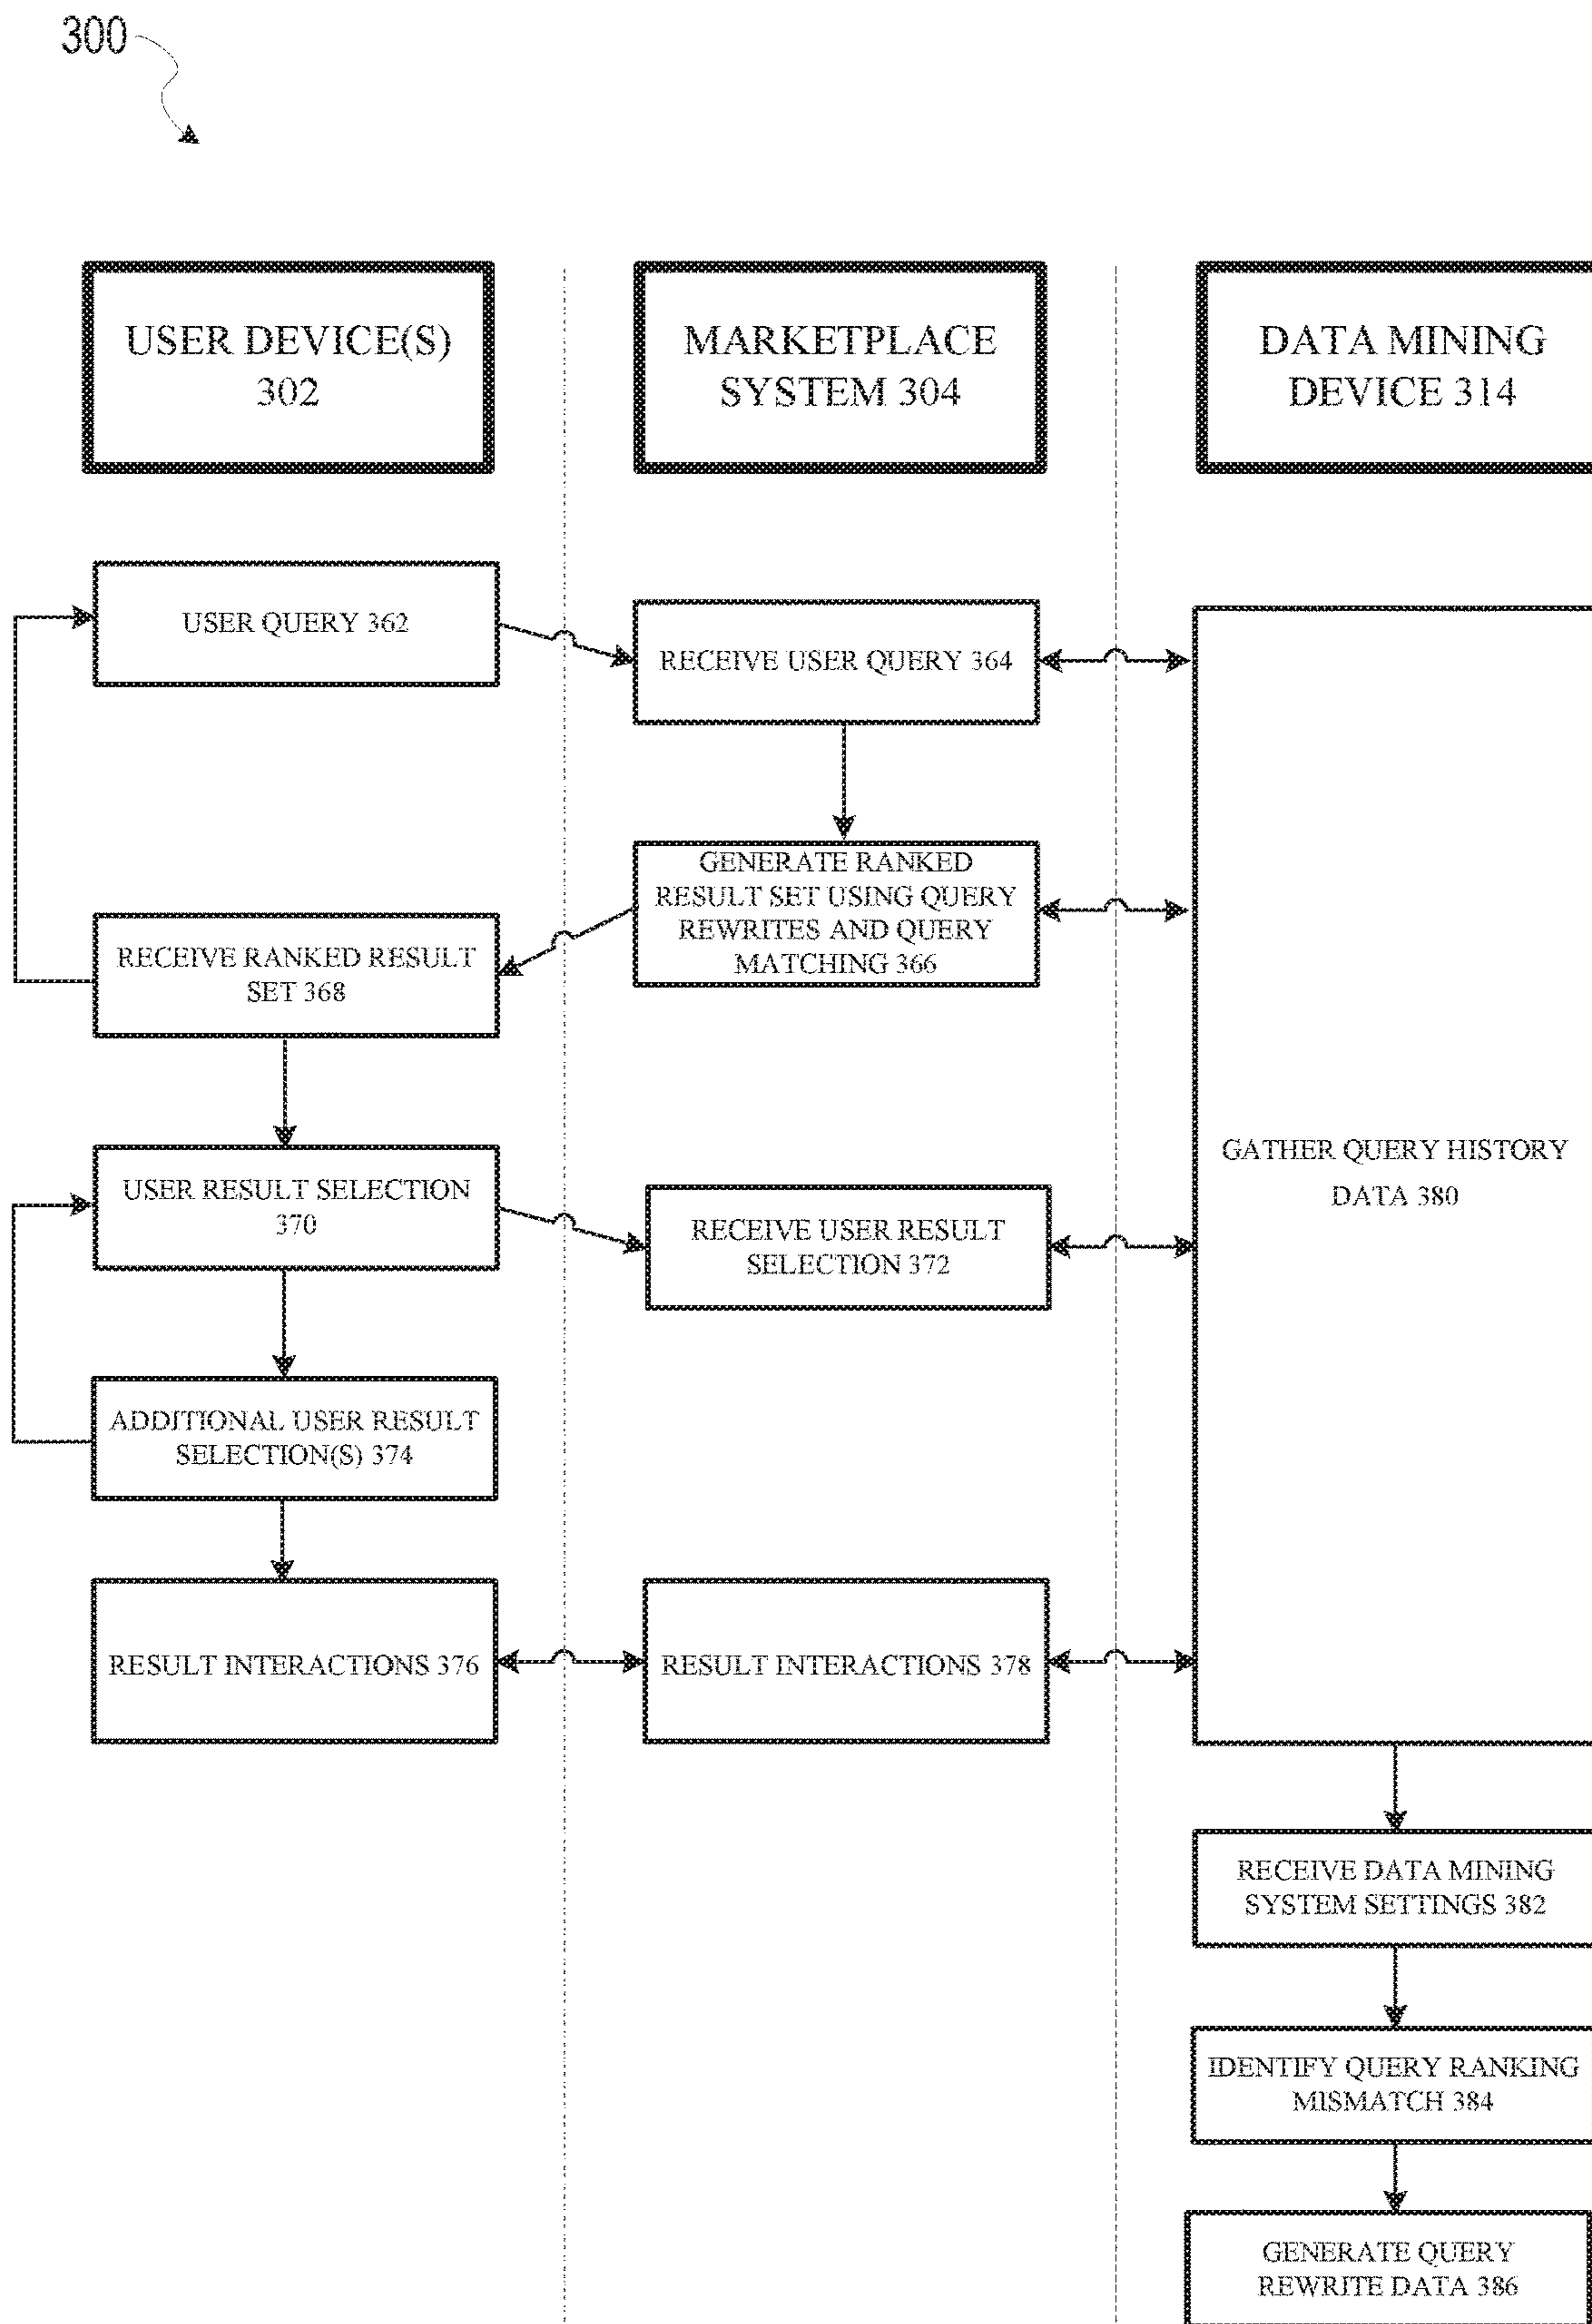 300
USER DEVICE(S)
302
MARKETPLACE
SYSTEM 304
DATA MINING
DEVICE 314
USER QUERY 362
RECEIVE USER QUERY 364
GENERATE RANKED
RESULT SET USING QUERY
REWRITES AND QUERY
MATCHING 366
RECEIVE RANKED RESULT
SET 368
GATHER QUERY HISTORY
DATA 380
USER RESULT SELECTION
370
RECEIVE USER RESULT
SELECTION 372
ADDITIONAL USER RESULT
SELECTION(S) 374
RESULT INTERACTIONS 376
RESULT INTERACTIONS 378
RECEIVE DATA MINING
SYSTEM SETTINGS 382
IDENTIFY QUERY RANKING
MISMATCH 384
GENERATE QUERY
REWRITE DATA 386